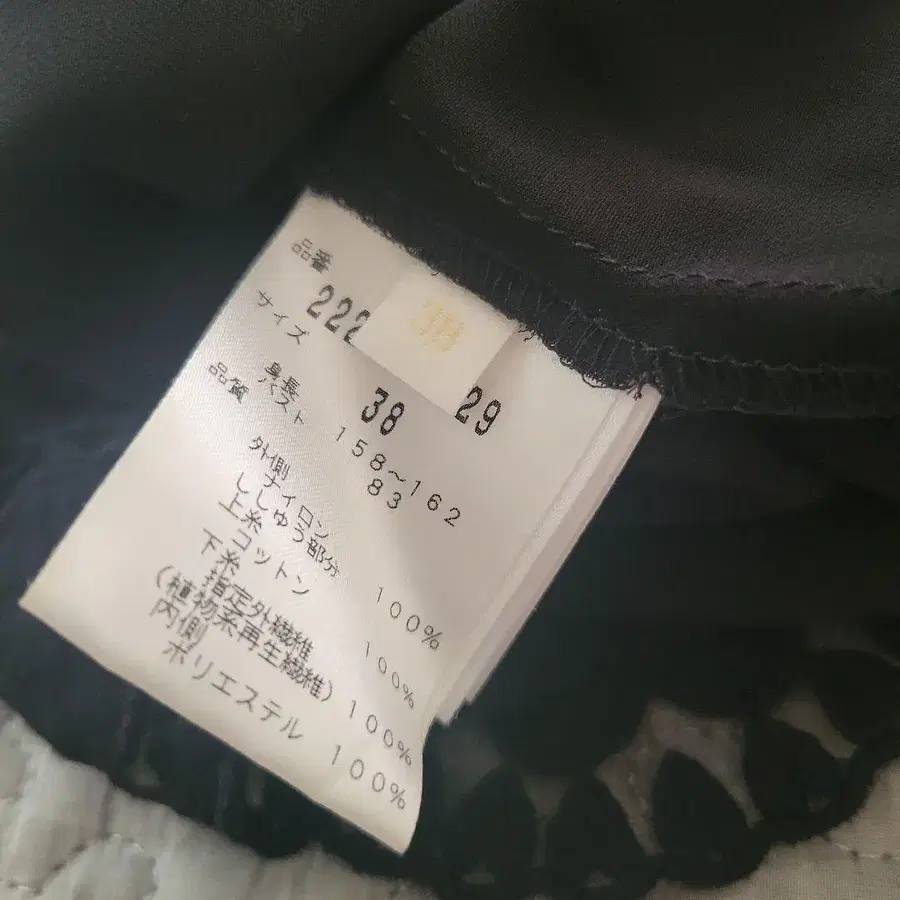 品番
222 29
38
サイズ 38
身長 158~162
バスト 83
品質
外側
ナイロン 100%
ししゅう部分
上糸
コットン 100%
下糸
指定外繊維
(植物系再生繊維) 100%
内側
ポリエステル 100%